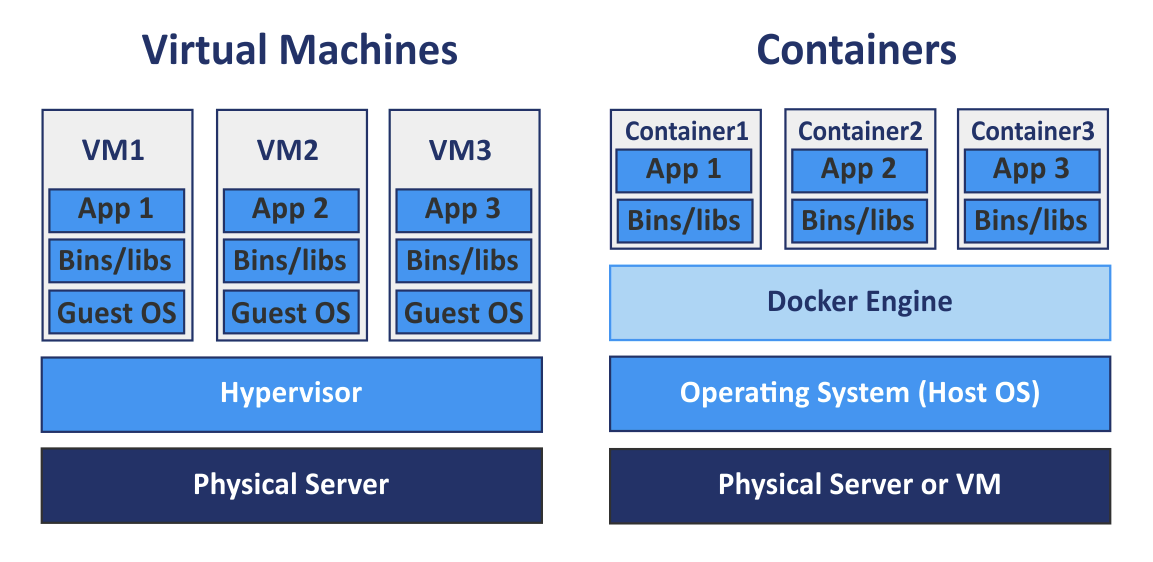 Virtual Machines
VM1
App 1
Bins/libs
Guest OS
VM2
App 2
Bins/libs
Guest OS
VM3
App 3
Bins/libs
Guest OS
Hypervisor
Physical Server
Containers
Container1
App 1
Bins/libs
Container2
App 2
Bins/libs
Container3
App 3
Bins/libs
Docker Engine
Operating System (Host OS)
Physical Server or VM